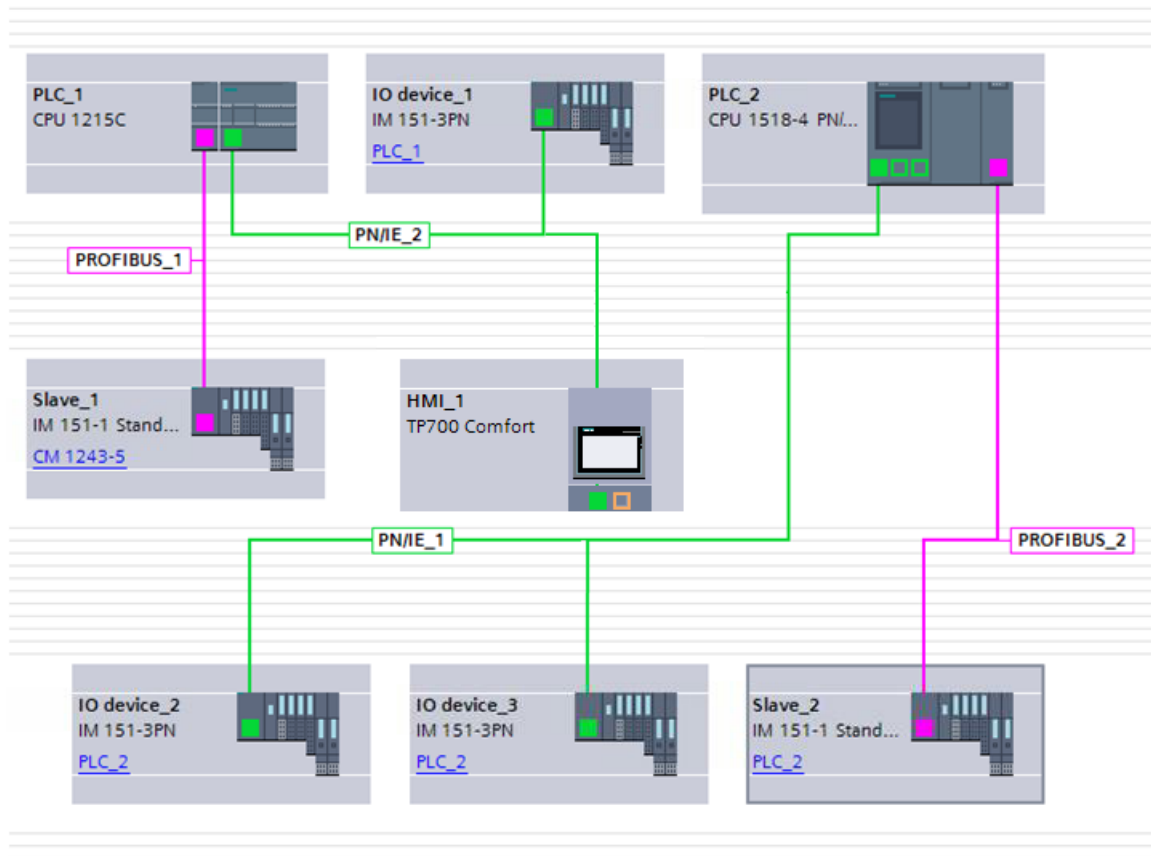 PLC_1
CPU 1215C
IO device_1
IM 151-3PN
PLC_1
PLC_2
CPU 1518-4 PN/...
PN/IE_2
PROFIBUS_1
Slave_1
IM 151-1 Stand...
CM 1243-5
HMI_1
TP700 Comfort
PN/IE_1
PROFIBUS_2
IO device_2
IM 151-3PN
PLC_2
IO device_3
IM 151-3PN
PLC_2
Slave_2
IM 151-1 Stand...
PLC_2